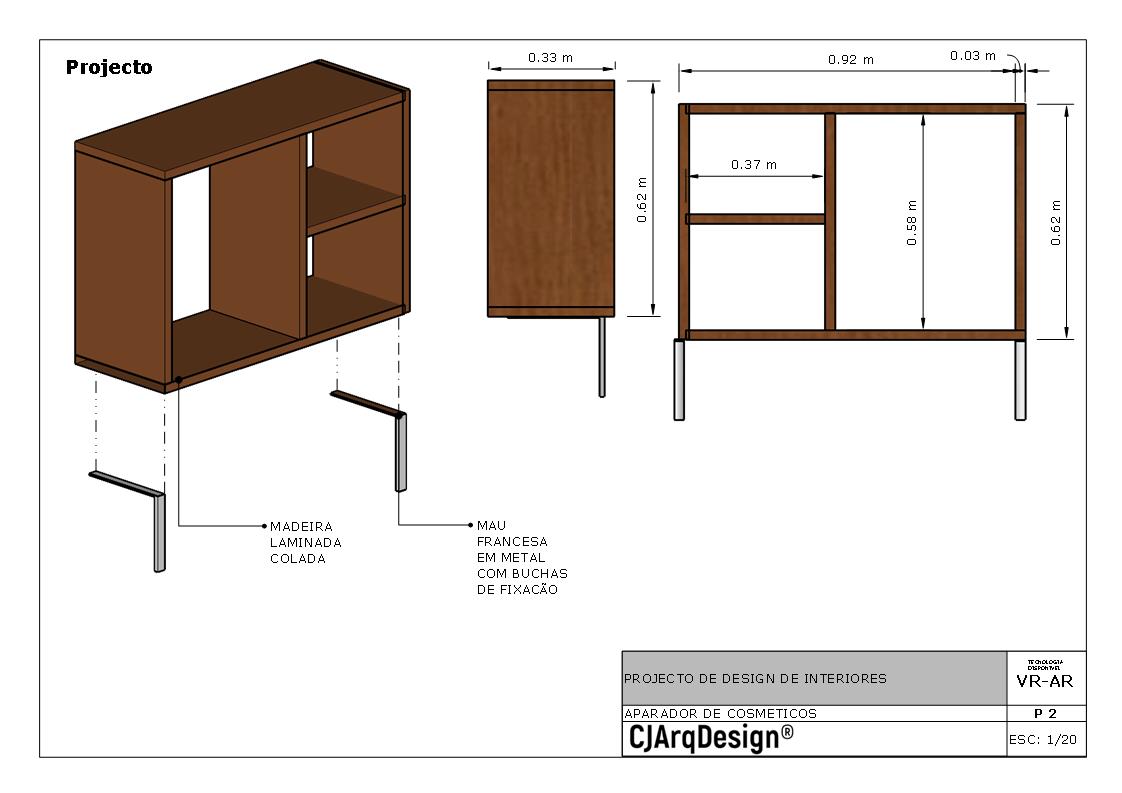 Projecto
0.33 m
0.92 m
0.03 m
0.37 m
0.62 m
0.58 m
0.62 m
MADEIRA
LAMINADA
COLADA
MAU
FRANCESA
EM METAL
COM BUCHAS
DE FIXACÃO
PROJECTO DE DESIGN DE INTERIORES
TECNOLOGIA
DISPONTVEL
VR-AR
APARADOR DE COSMETICOS
P 2
CJArqDesign®
ESC: 1/20